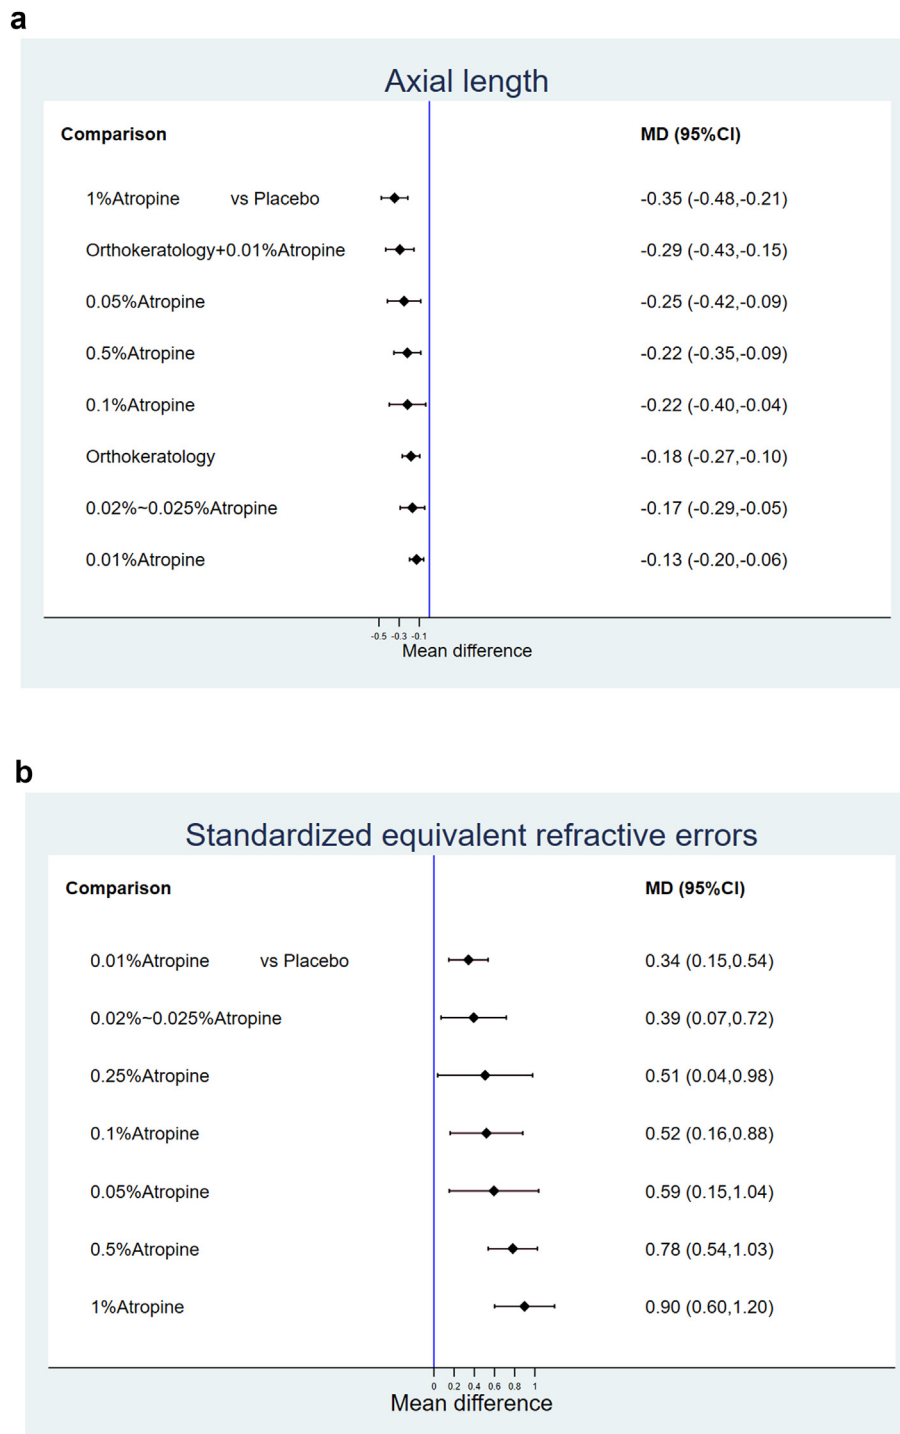 a
Axial length
Comparison MD (95%CI)
1%Atropine vs Placebo -0.35 (-0.48,-0.21)
Orthokeratology+0.01%Atropine -0.29 (-0.43,-0.15)
0.05%Atropine -0.25 (-0.42,-0.09)
0.5%Atropine -0.22 (-0.35,-0.09)
0.1%Atropine -0.22 (-0.40,-0.04)
Orthokeratology -0.18 (-0.27,-0.10)
0.02%~0.025%Atropine -0.17 (-0.29,-0.05)
0.01%Atropine -0.13 (-0.20,-0.06)
-0.5 -0.3 -0.1
Mean difference
b
Standardized equivalent refractive errors
Comparison MD (95%CI)
0.01%Atropine vs Placebo 0.34 (0.15,0.54)
0.02%~0.025%Atropine 0.39 (0.07,0.72)
0.25%Atropine 0.51 (0.04,0.98)
0.1%Atropine 0.52 (0.16,0.88)
0.05%Atropine 0.59 (0.15,1.04)
0.5%Atropine 0.78 (0.54,1.03)
1%Atropine 0.90 (0.60,1.20)
0 0.2 0.4 0.6 0.8 1
Mean difference